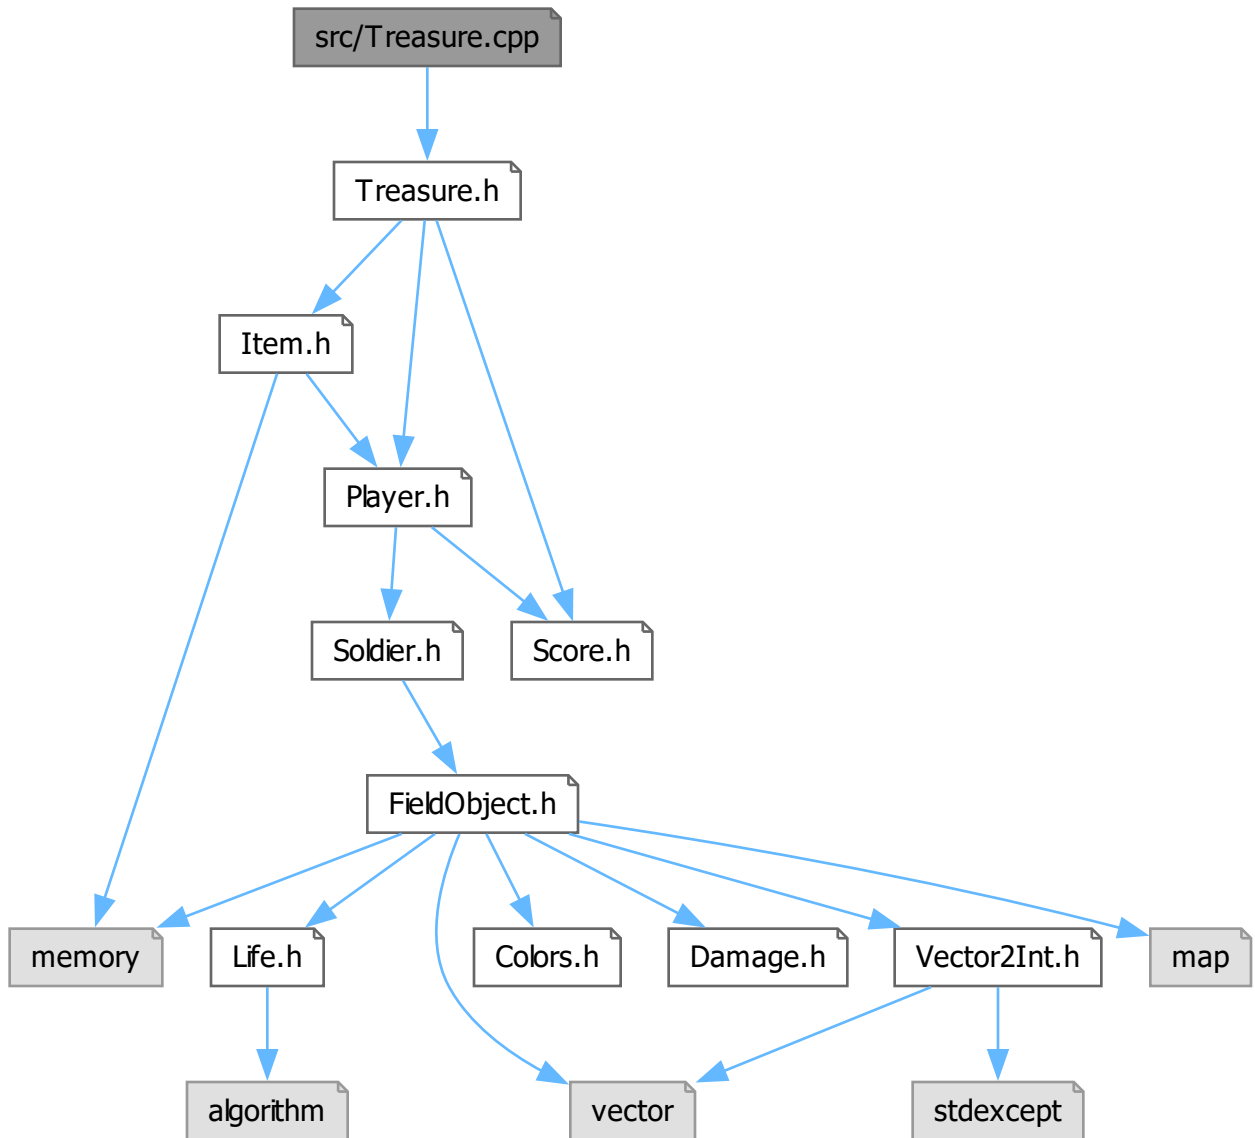 src/Treasure.cpp
Treasure.h
Item.h
Player.h
Soldier.h
Score.h
FieldObject.h
memory
Life.h
Colors.h
Damage.h
Vector2Int.h
map
algorithm
vector
stdexcept